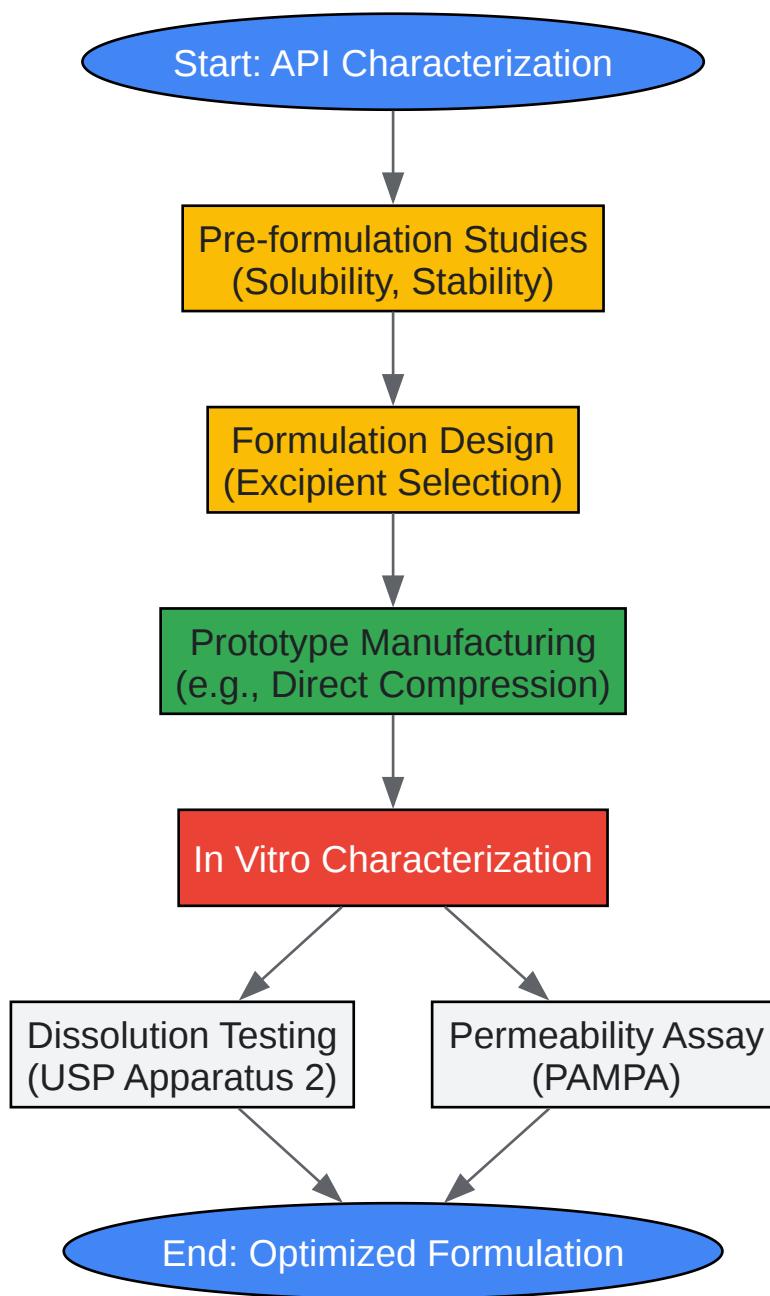 Start: API Characterization
Pre-formulation Studies
(Solubility, Stability)
Formulation Design
(Excipient Selection)
Prototype Manufacturing
(e.g., Direct Compression)
In Vitro Characterization
Dissolution Testing
(USP Apparatus 2)
Permeability Assay
(PAMPA)
End: Optimized Formulation